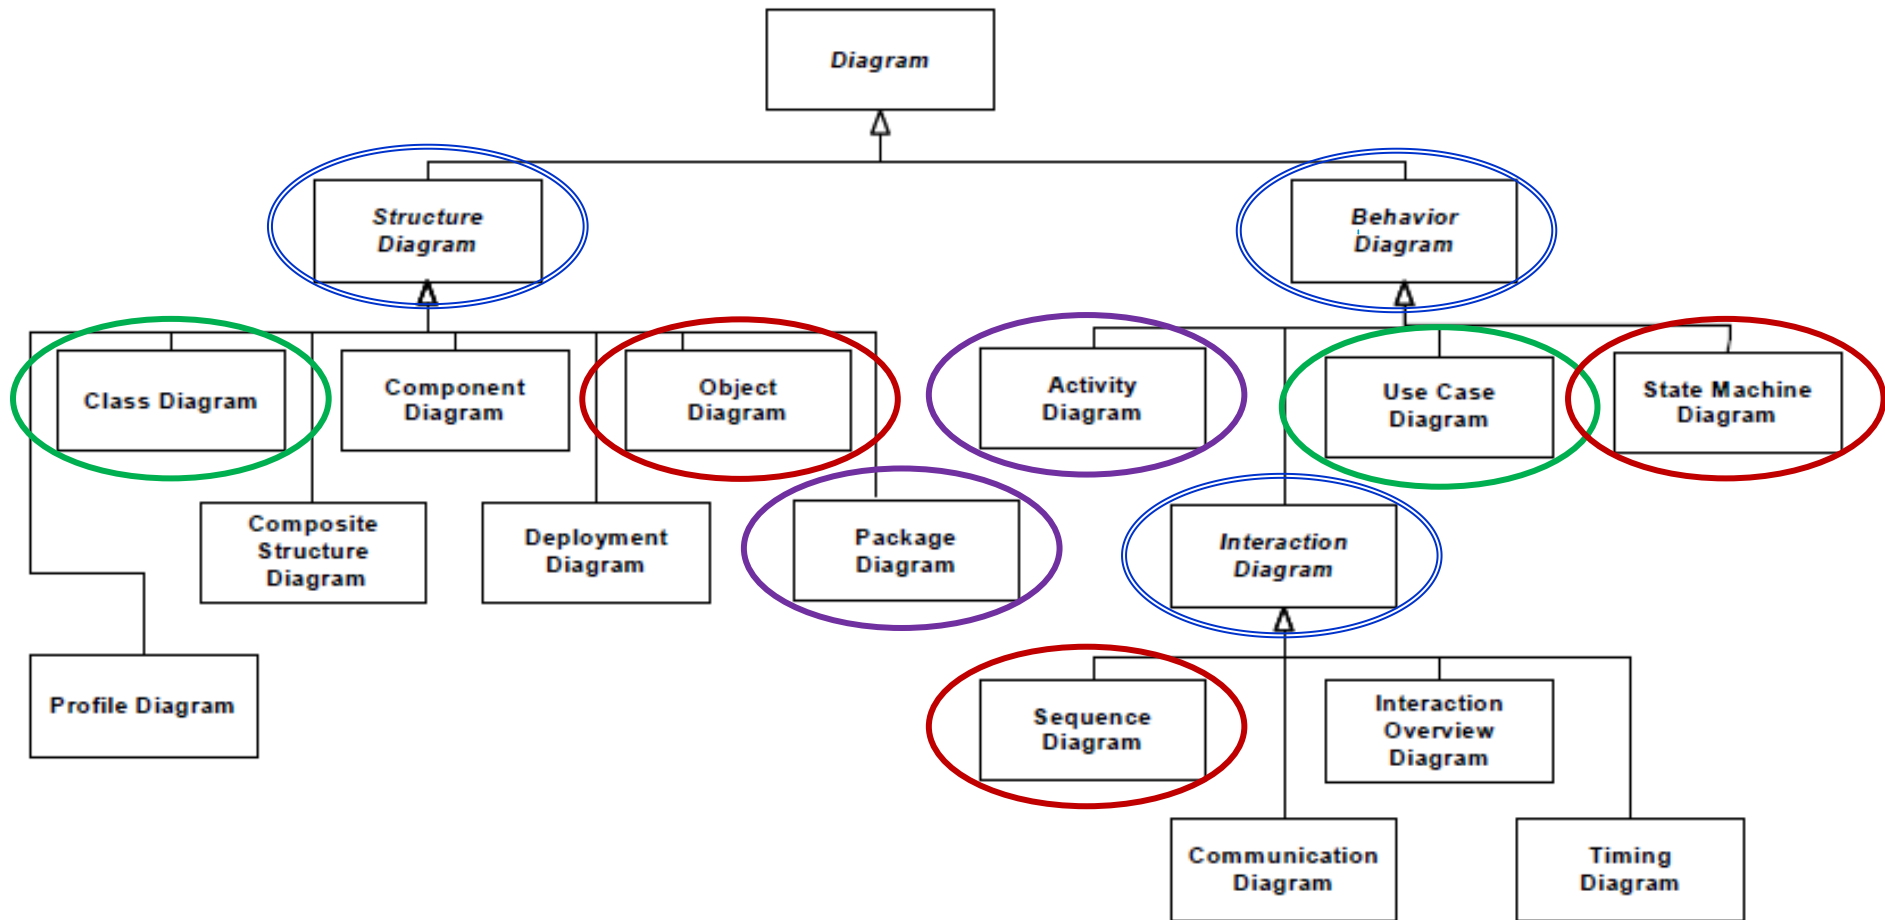 Diagram
Structure
Diagram
Behavior
Diagram
Class Diagram
Component
Diagram
Object
Diagram
Activity
Diagram
Use Case
Diagram
State Machine
Diagram
Composite
Structure
Diagram
Deployment
Diagram
Package
Diagram
Interaction
Diagram
Profile Diagram
Sequence
Diagram
Interaction
Overview
Diagram
Communication
Diagram
Timing
Diagram